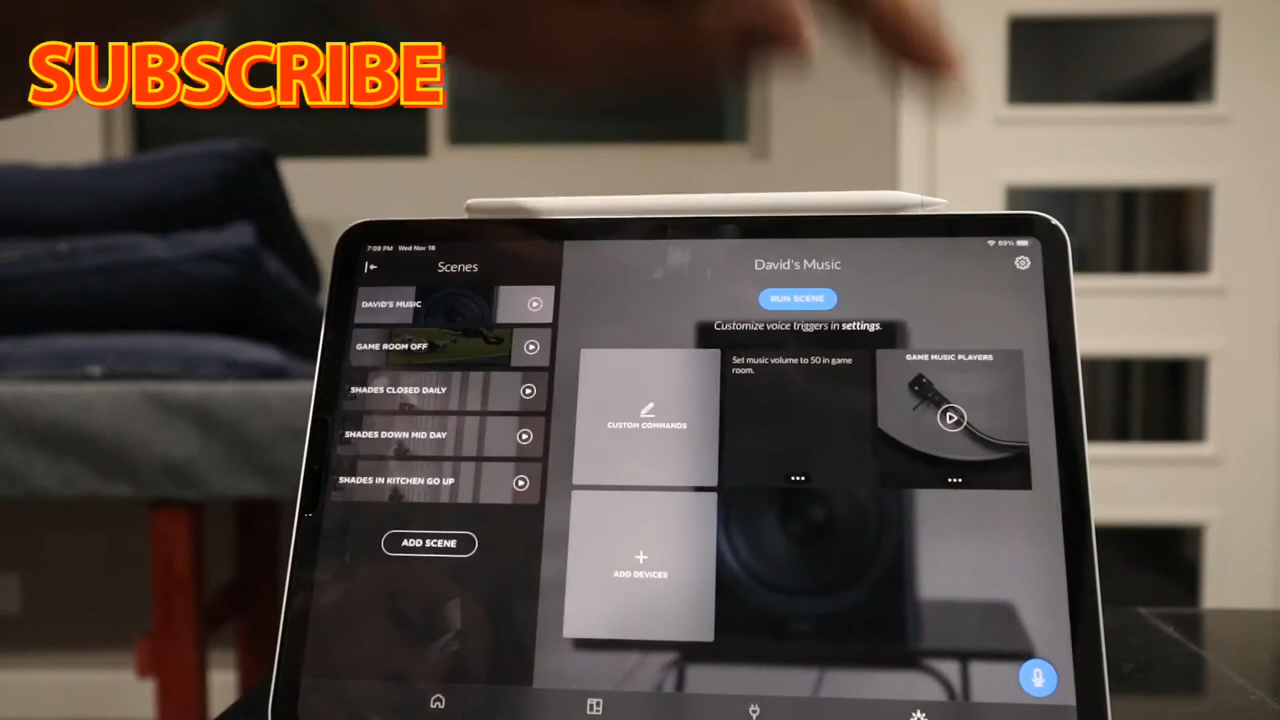 SUBSCRIBE
7:09 PM Wed Nov 18
89%
Scenes
David's Music
DAVID'S MUSIC
RUN SCENE
Customize voice triggers in settings.
GAME ROOM OFF
Set music volume to 50 in game
room.
GAME MUSIC PLAYERS
SHADES CLOSED DAILY
CUSTOM COMMANDS
SHADES DOWN MID DAY
SHADES IN KITCHEN GO UP
ADD SCENE
ADD DEVICES